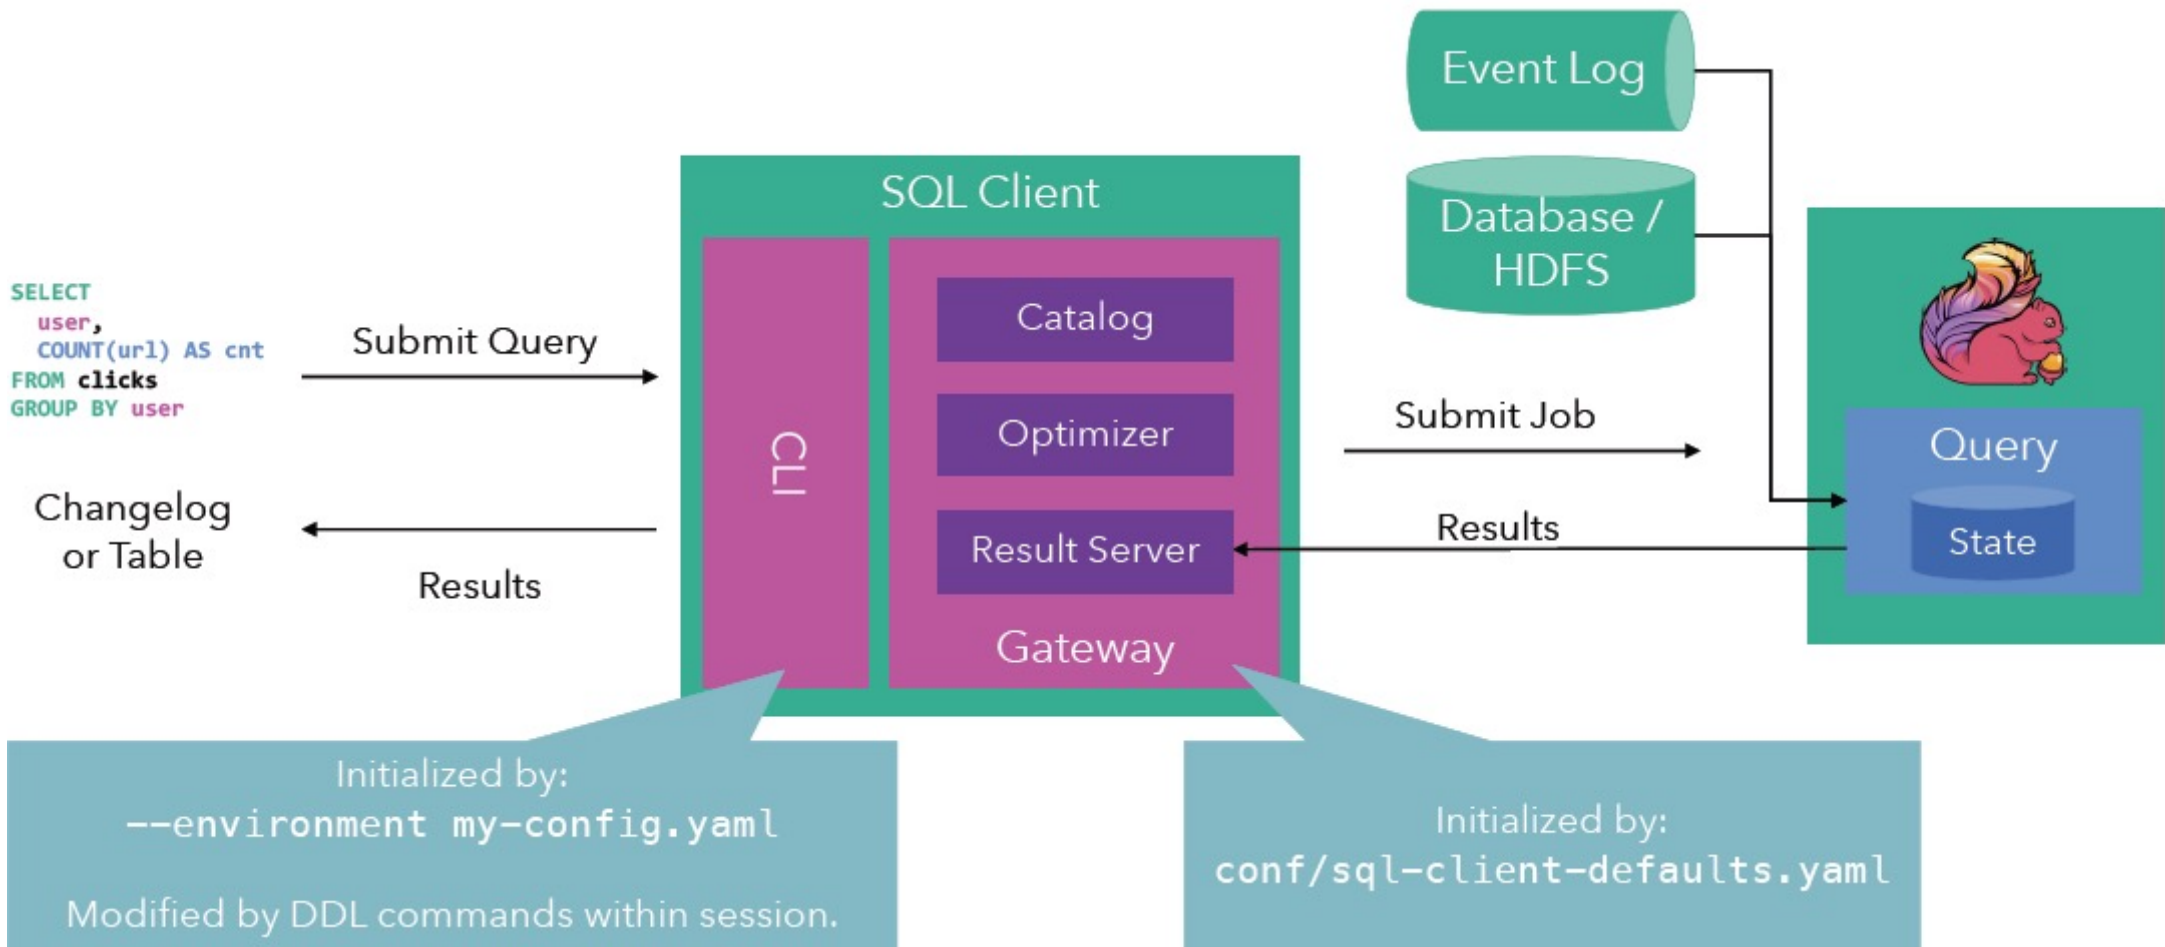 SELECT
user,
COUNT(url) AS cnt
FROM clicks
GROUP BY user
Submit Query
Changelog
or Table
Results
SQL Client
CLI
Catalog
Optimizer
Result Server
Gateway
Event Log
Database /
HDFS
Submit Job
Results
Query
State
Initialized by:
--environment my-config.yaml
Modified by DDL commands within session.
Initialized by:
conf/sql-client-defaults.yaml